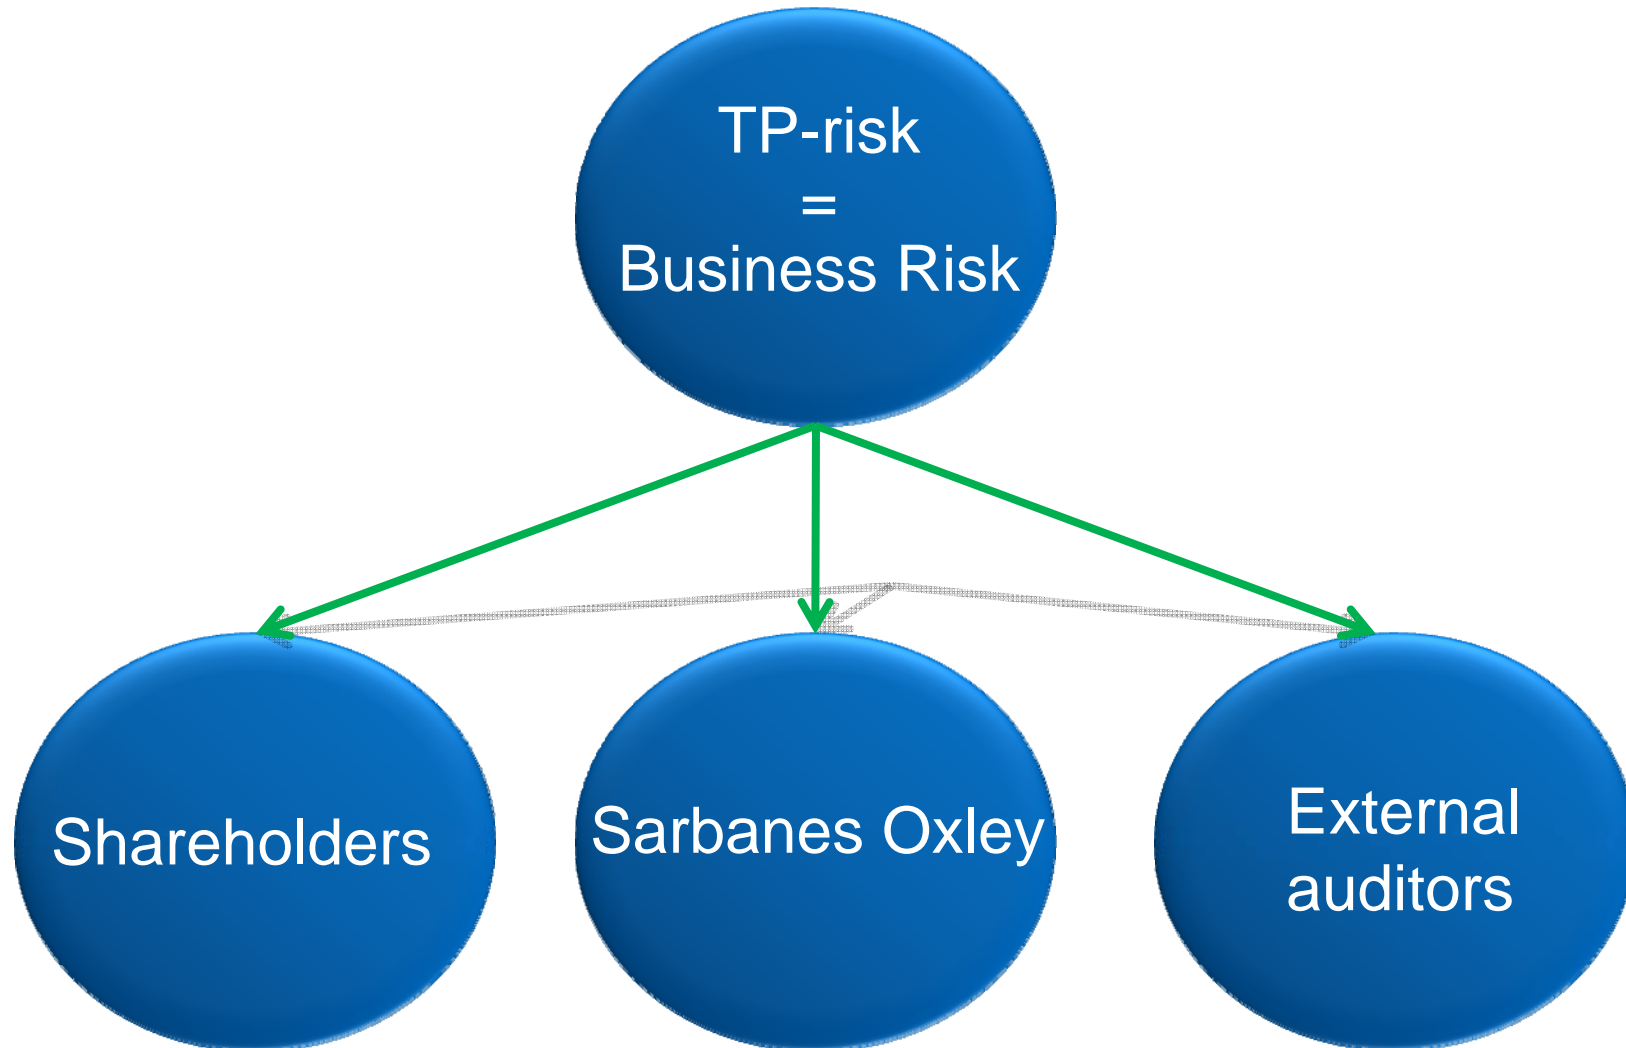 TP-risk
=
Business Risk
Shareholders
Sarbanes Oxley
External
auditors